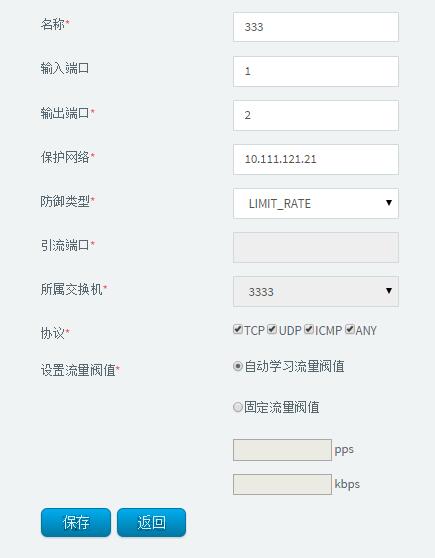 名称* 333
输入端口 1
输出端口* 2
保护网络* 10.111.121.21
防御类型* LIMIT_RATE
引流端口*
所属交换机* 3333
协议* TCP UDP ICMP ANY
设置流量阀值* 自动学习流量阀值
固定流量阀值
pps
kbps
保存 返回